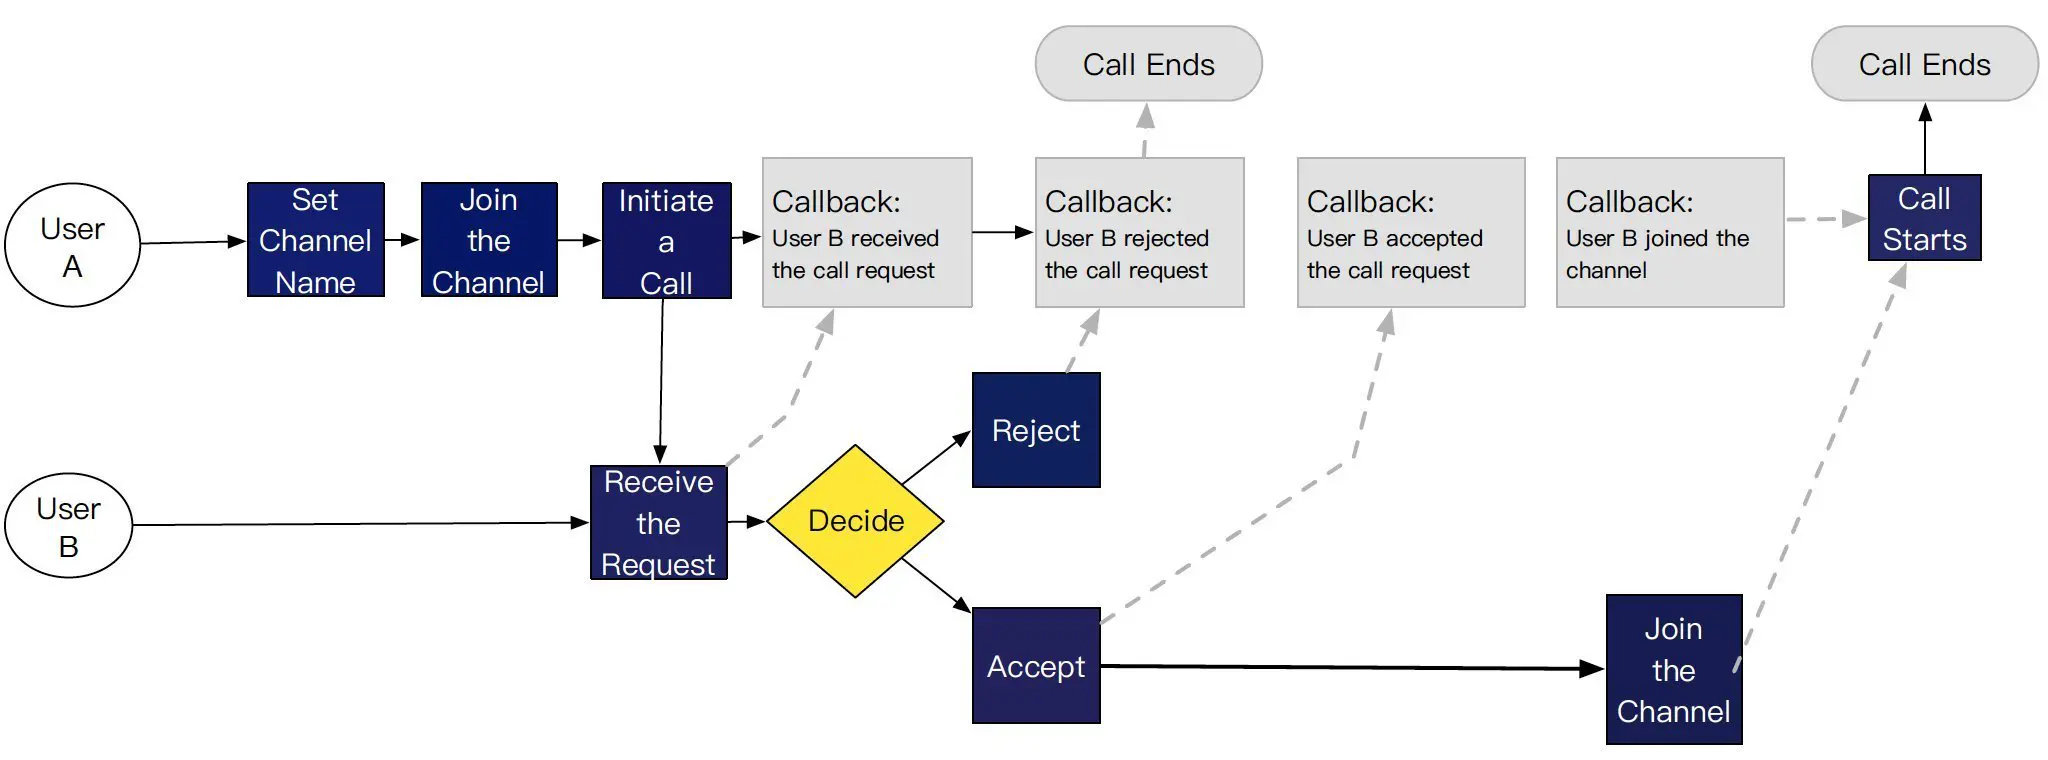 Call Ends
Call Ends
User
A
Set
Channel
Name
Join
the
Channel
Initiate
a
Call
Callback:
User B received
the call request
Callback:
User B rejected
the call request
Callback:
User B accepted
the call request
Callback:
User B joined the
channel
Call
Starts
Reject
User
B
Receive
the
Request
Decide
Accept
Join
the
Channel